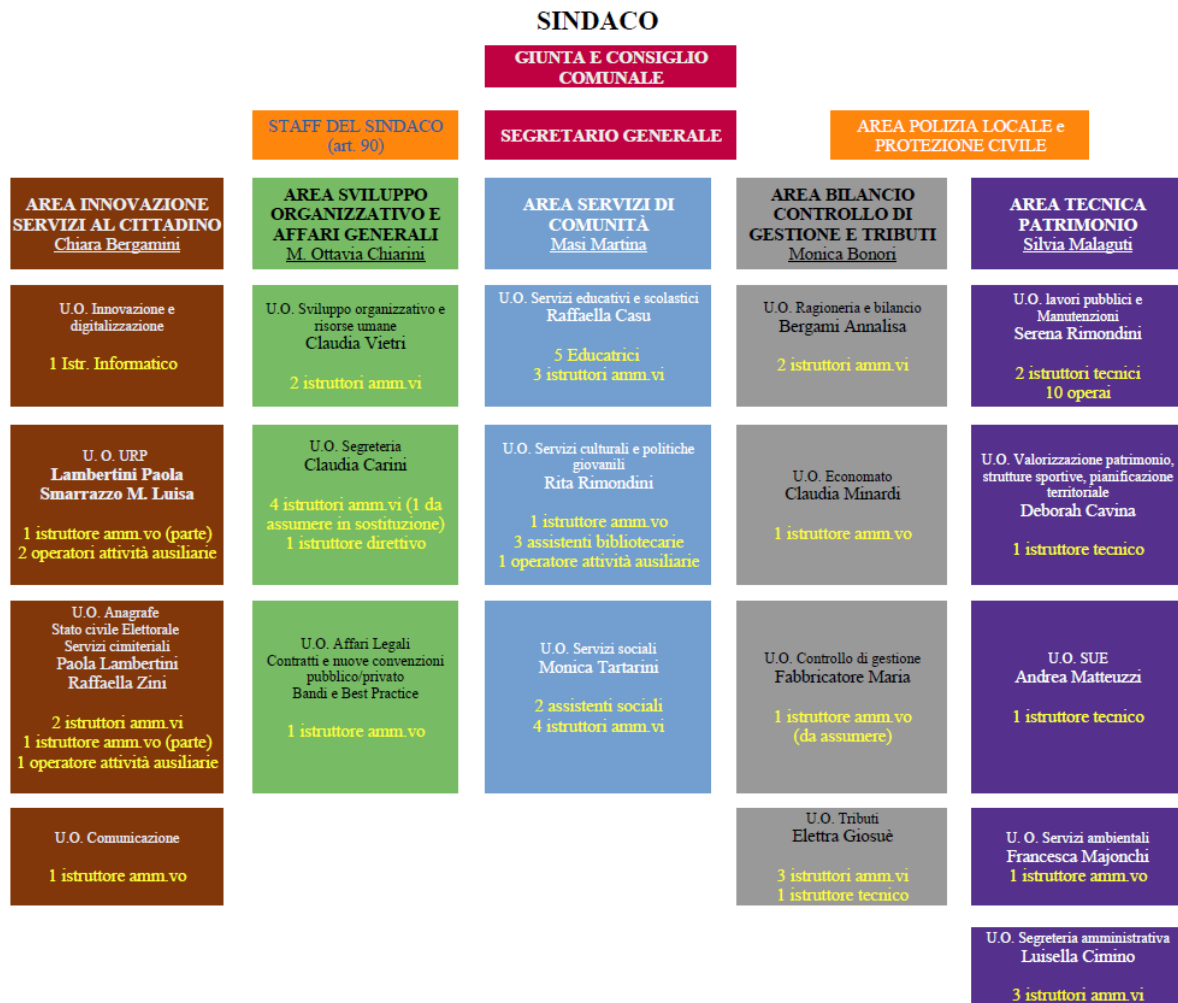 SINDACO
GIUNTA E CONSIGLIO
COMUNALE
STAFF DEL SINDACO
(art. 90)
SEGRETARIO GENERALE
AREA POLIZIA LOCALE e
PROTEZIONE CIVILE
AREA INNOVAZIONE
SERVIZI AL CITTADINO
Chiara Bergamini
AREA SVILUPPO
ORGANIZZATIVO E
AFFARI GENERALI
M. Ottavia Chiarini
AREA SERVIZI DI
COMUNITÀ
Masi Martina
AREA BILANCIO
CONTROLLO DI
GESTIONE E TRIBUTI
Monica Bonori
AREA TECNICA
PATRIMONIO
Silvia Malaguti
U.O. Innovazione e
digitalizzazione
1 Istr. Informatico
U.O. Sviluppo organizzativo e
risorse umane
Claudia Vietri
2 istruttori amm.vi
U.O. Servizi educativi e scolastici
Raffaella Casu
5 Educatrici
3 istruttori amm.vi
U.O. Ragioneria e bilancio
Bergami Annalisa
2 istruttori amm.vi
U.O. lavori pubblici e
Manutenzioni
Serena Rimondini
2 istruttori tecnici
10 operai
U. O. URP
Lambertini Paola
Smarrazzo M. Luisa
1 istruttore amm.vo (parte)
2 operatori attività ausiliarie
U.O. Segreteria
Claudia Carini
4 istruttori amm.vi (1 da
assumere in sostituzione)
1 istruttore direttivo
U.O. Servizi culturali e politiche
giovanili
Rita Rimondini
1 istruttore amm.vo
3 assistenti bibliotecarie
1 operatore attività ausiliarie
U.O. Economato
Claudia Minardi
1 istruttore amm.vo
U.O. Valorizzazione patrimonio,
strutture sportive, pianificazione
territoriale
Deborah Cavina
1 istruttore tecnico
U.O. Anagrafe
Stato civile Elettorale
Servizi cimiteriali
Paola Lambertini
Raffaella Zini
2 istruttori amm.vi
1 istruttore amm.vo (parte)
1 operatore attività ausiliarie
U.O. Affari Legali
Contratti e nuove convenzioni
pubblico/privato
Bandi e Best Practice
1 istruttore amm.vo
U.O. Servizi sociali
Monica Tartarini
2 assistenti sociali
4 istruttori amm.vi
U.O. Controllo di gestione
Fabbricatore Maria
1 istruttore amm.vo
(da assumere)
U.O. SUE
Andrea Matteuzzi
1 istruttore tecnico
U.O. Comunicazione
1 istruttore amm.vo
U.O. Tributi
Elettra Giosuè
3 istruttori amm.vi
1 istruttore tecnico
U. O. Servizi ambientali
Francesca Majonchi
1 istruttore amm.vo
U.O. Segreteria amministrativa
Luisella Cimino
3 istruttori amm.vi